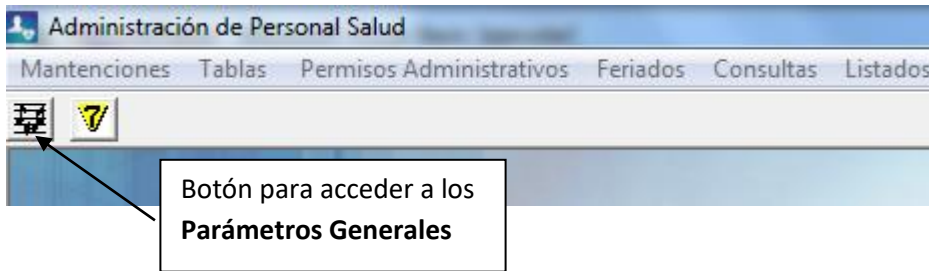 Administración de Personal Salud
Mantenciones Tablas Permisos Administrativos Feriados Consultas Listados
?
Botón para acceder a los
Parámetros Generales